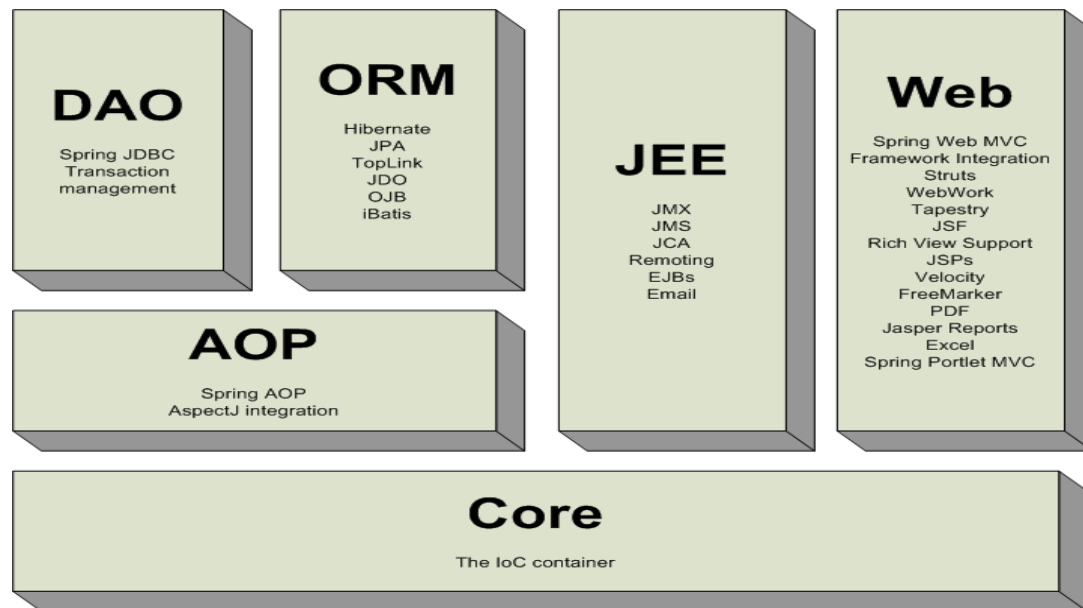 DAO
Spring JDBC
Transaction
management
ORM
Hibernate
JPA
TopLink
JDO
OJB
iBatis
JEE
JMX
JMS
JCA
Remoting
EJBs
Email
Web
Spring Web MVC
Framework Integration
Struts
WebWork
Tapestry
JSF
Rich View Support
JSPs
Velocity
FreeMarker
PDF
Jasper Reports
Excel
Spring Portlet MVC
AOP
Spring AOP
AspectJ integration
Core
The IoC container